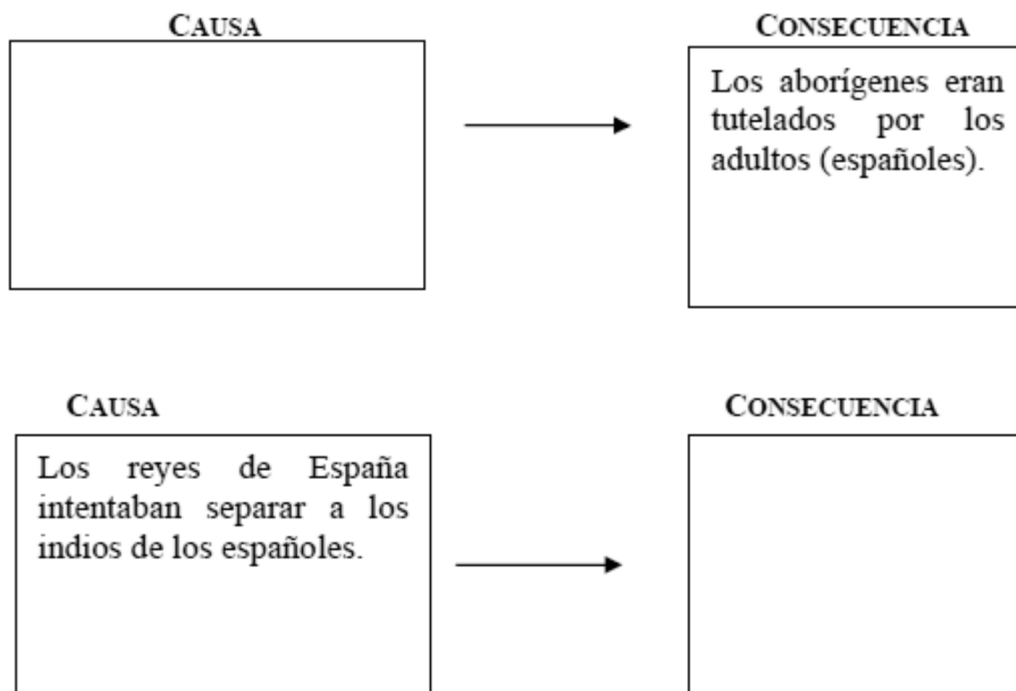 CAUSA
CONSECUENCIA
Los aborígenes eran
tutelados por los
adultos (españoles).
CAUSA
CONSECUENCIA
Los reyes de España
intentaban separar a los
indios de los españoles.